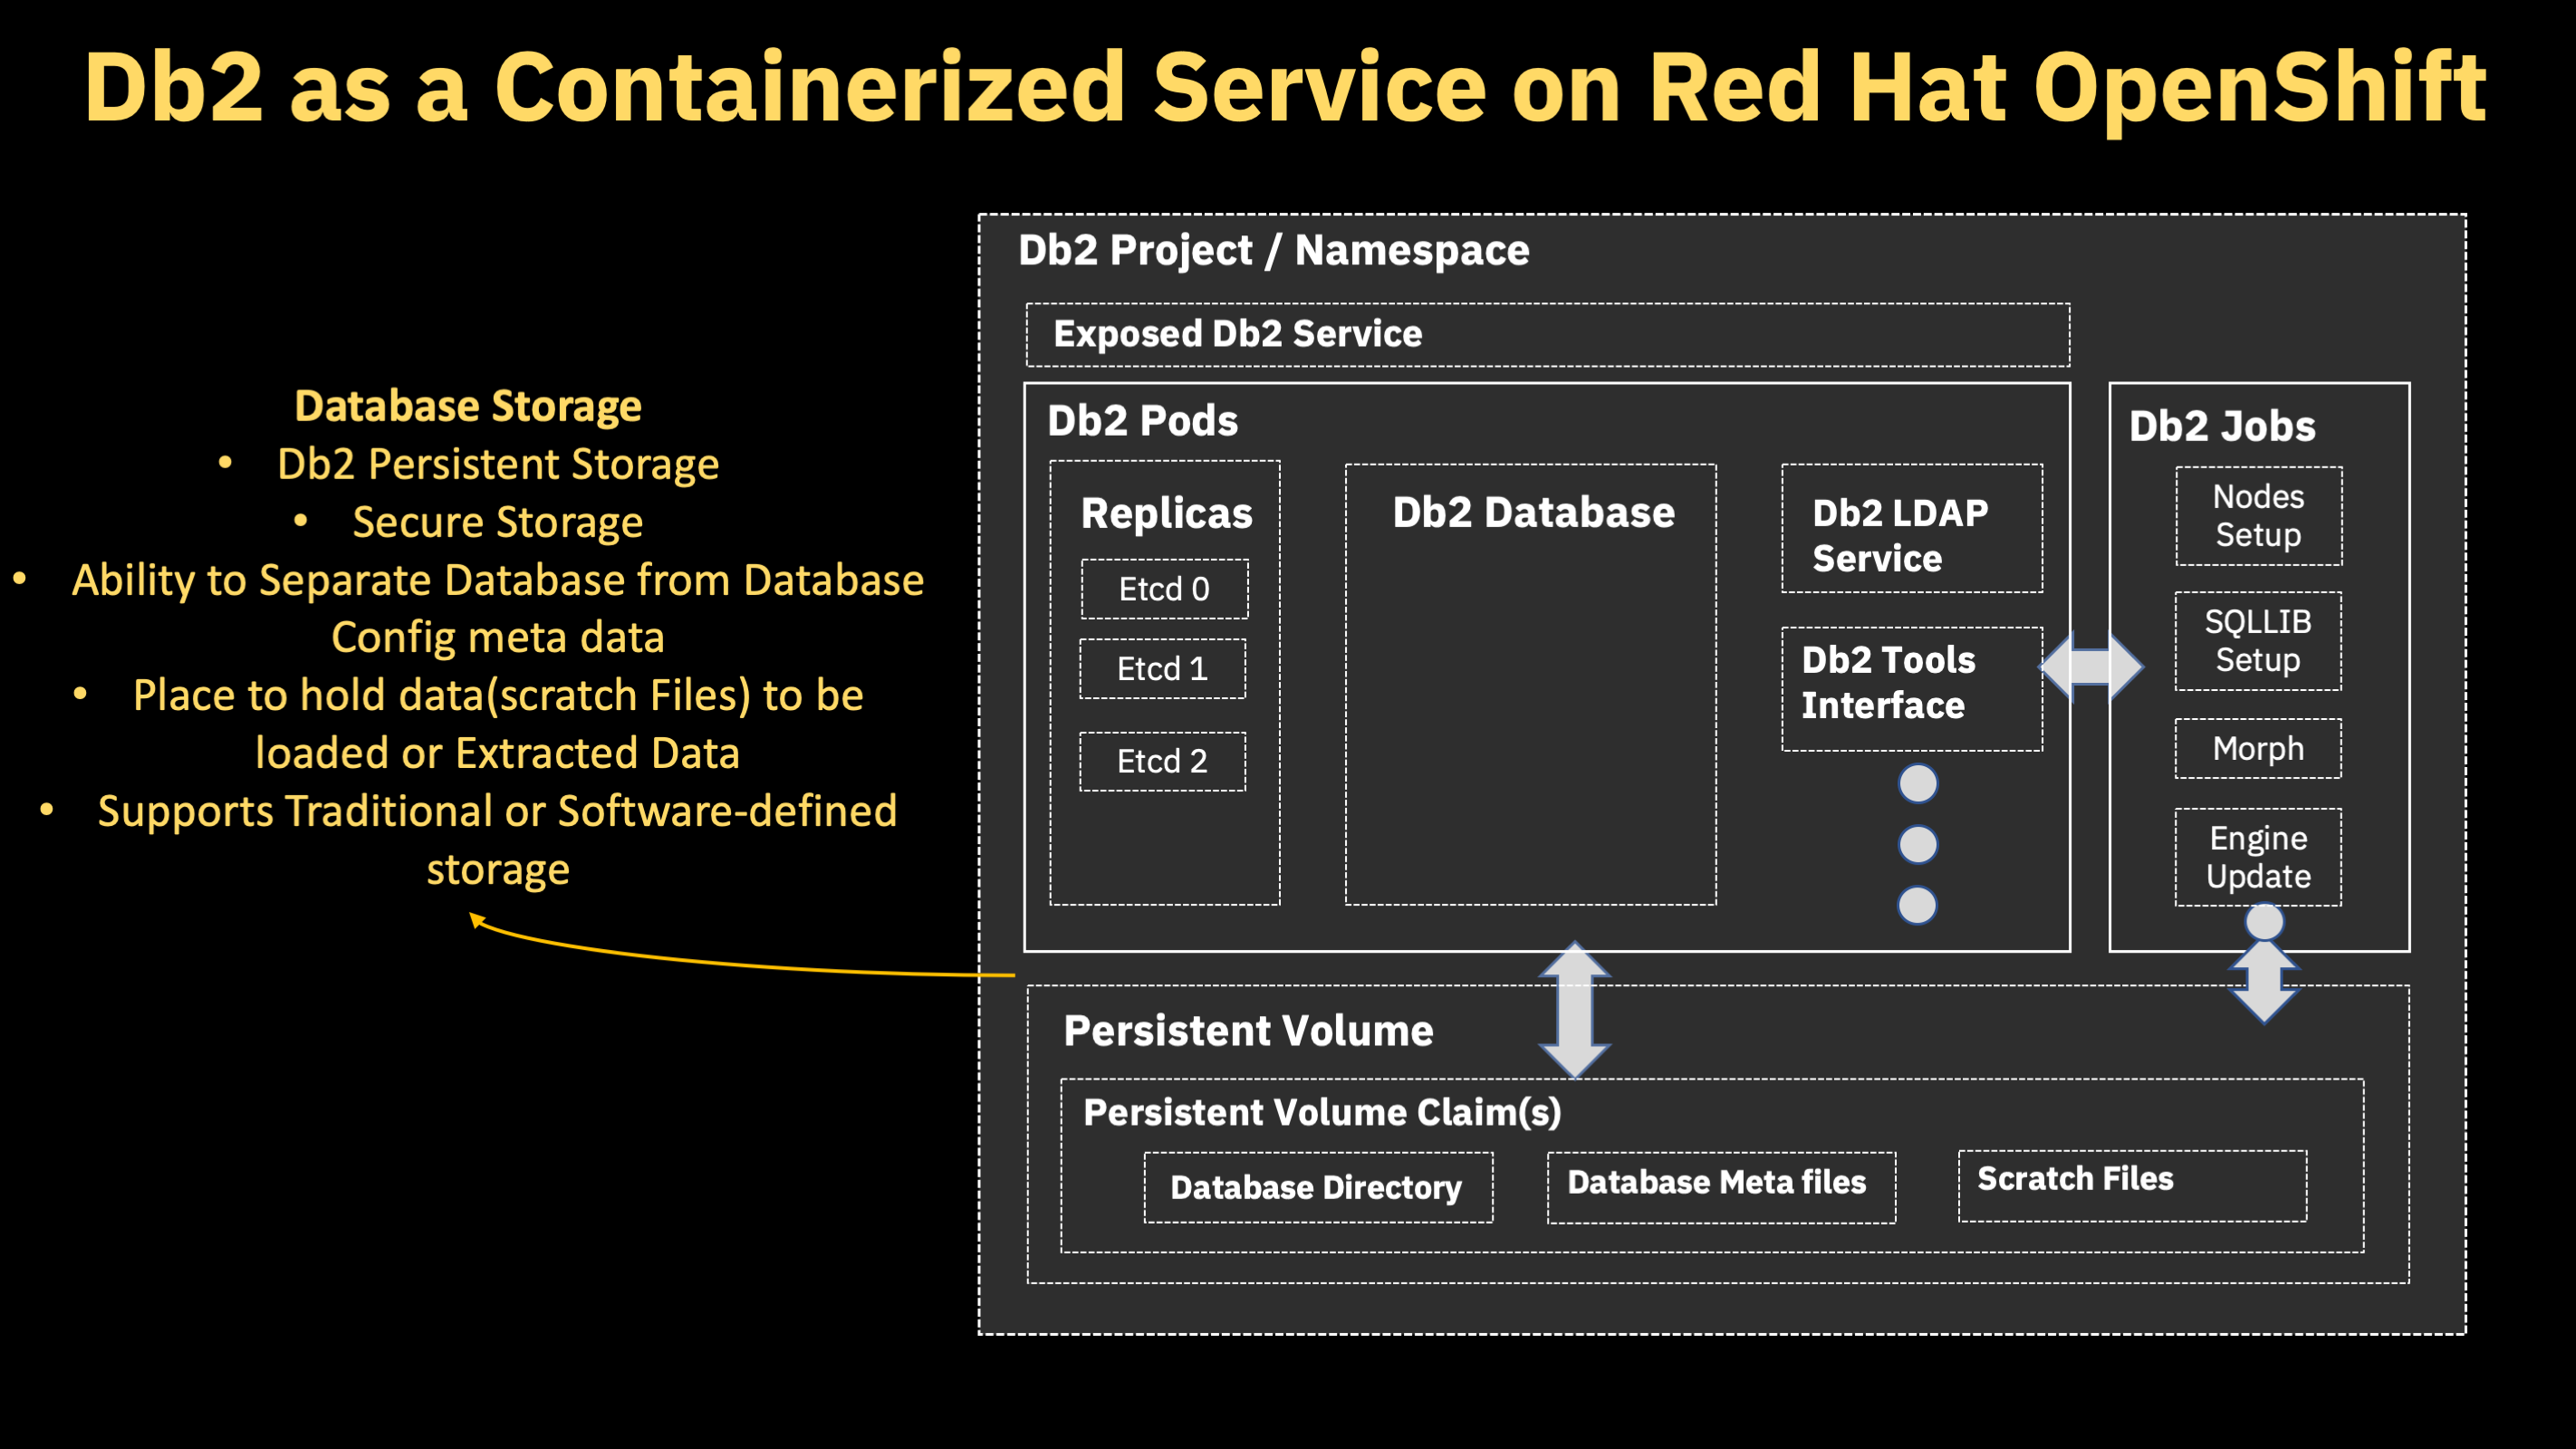 Db2 as a Containerized Service on Red Hat OpenShift
Database Storage
• Db2 Persistent Storage
• Secure Storage
• Ability to Separate Database from Database
Config meta data
• Place to hold data(scratch Files) to be
loaded or Extracted Data
• Supports Traditional or Software-defined
storage
Db2 Project / Namespace
Exposed Db2 Service
Db2 Pods
Replicas
Etcd 0
Etcd 1
Etcd 2
Db2 Database
Db2 LDAP
Service
Db2 Tools
Interface
Db2 Jobs
Nodes
Setup
SQLLIB
Setup
Morph
Engine
Update
Persistent Volume
Persistent Volume Claim(s)
Database Directory
Database Meta files
Scratch Files